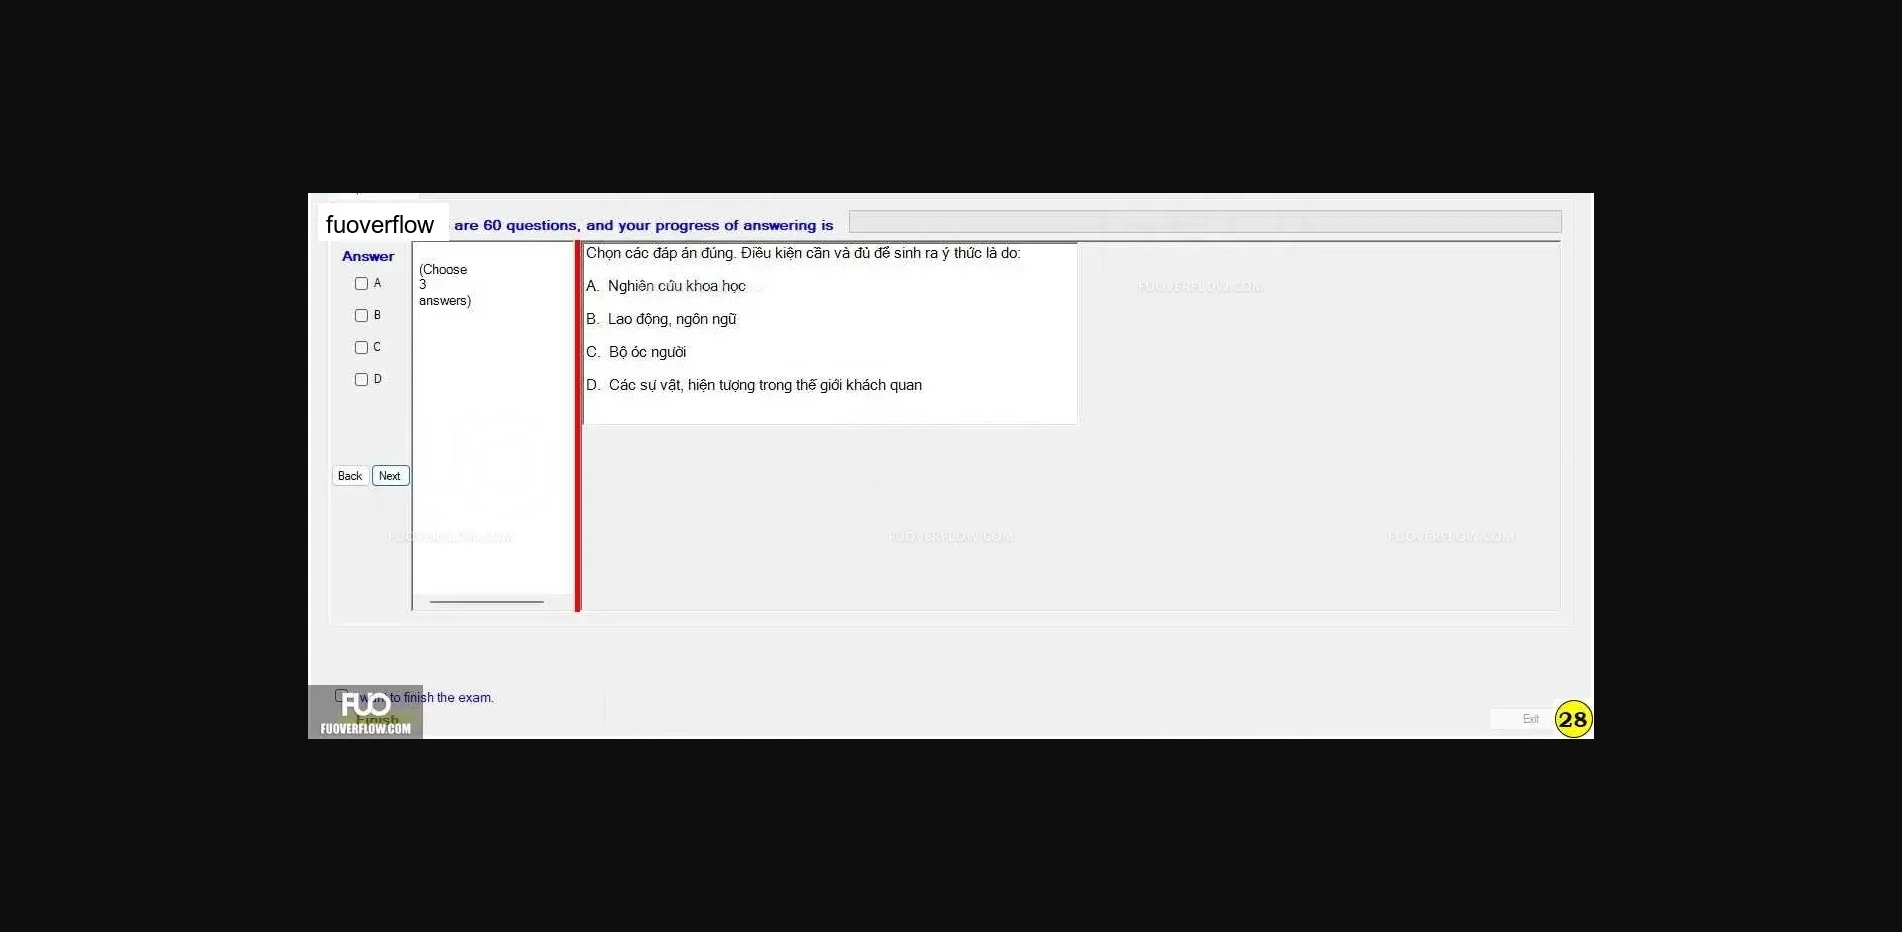 fuoverflow
are 60 questions, and your progress of answering is
Answer
A
B
C
D
Back Next
(Choose
3
answers)
Chọn các đáp án đúng. Điều kiện cần và đủ để sinh ra ý thức là do:
A. Nghiên cứu khoa học
B. Lao động, ngôn ngữ
C. Bộ óc người
D. Các sự vật, hiện tượng trong thế giới khách quan
FUOVERFLOW.COM
FUOVERFLOW.COM
FUOVERFLOW.COM
FUOVERFLOW.COM
want to finish the exam.
Finish
FUO
FUOVERFLOW.COM
Exit
28